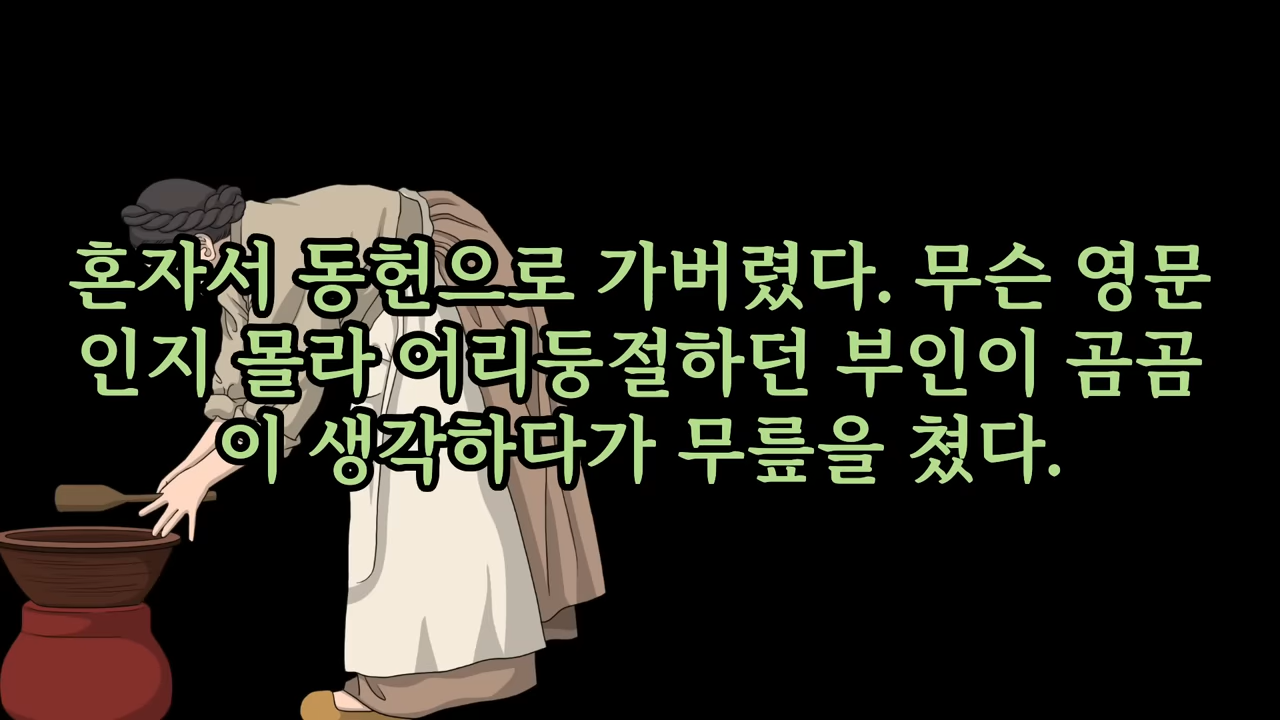 혼자서 동헌으로 가버렸다. 무슨 영문
인지 몰라 어리둥절하던 부인이 곰곰
이 생각하다가 무릎을 쳤다.